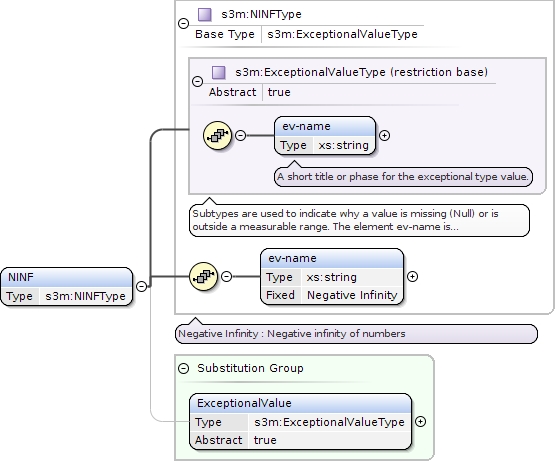 s3m:NINFType
Base Type s3m:ExceptionalValueType
s3m:ExceptionalValueType (restriction base)
Abstract true
ev-name
Type xs:string
A short title or phase for the exceptional type value.
Subtypes are used to indicate why a value is missing (Null) or is
outside a measurable range. The element ev-name is...
ev-name
Type xs:string
Fixed Negative Infinity
NINF
Type s3m:NINFType
Negative Infinity : Negative infinity of numbers
Substitution Group
ExceptionalValue
Type s3m:ExceptionalValueType
Abstract true